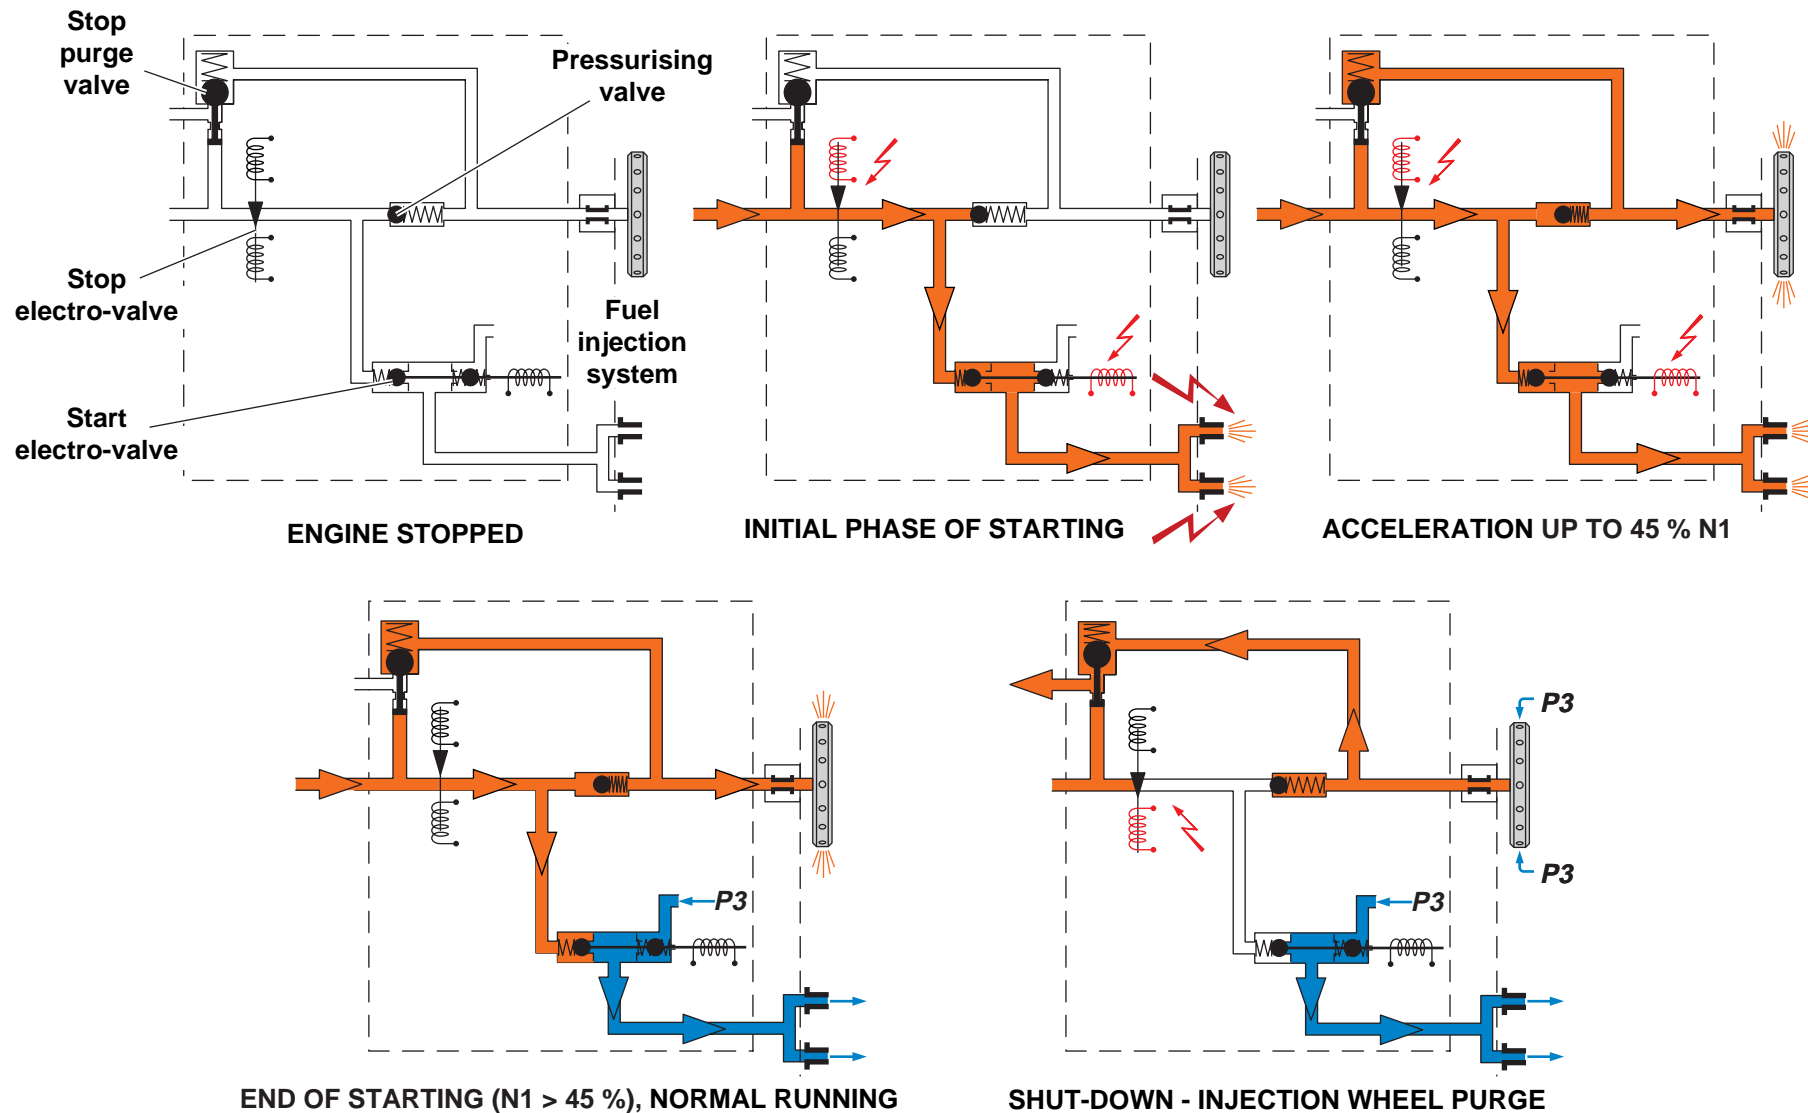 Stop
purge
valve
Pressurising
valve
Stop
electro-valve
Fuel
injection
system
Start
electro-valve
ENGINE STOPPED
INITIAL PHASE OF STARTING
ACCELERATION UP TO 45 % N1
P3
P3
P3
P3
END OF STARTING (N1 > 45 %), NORMAL RUNNING
SHUT-DOWN - INJECTION WHEEL PURGE